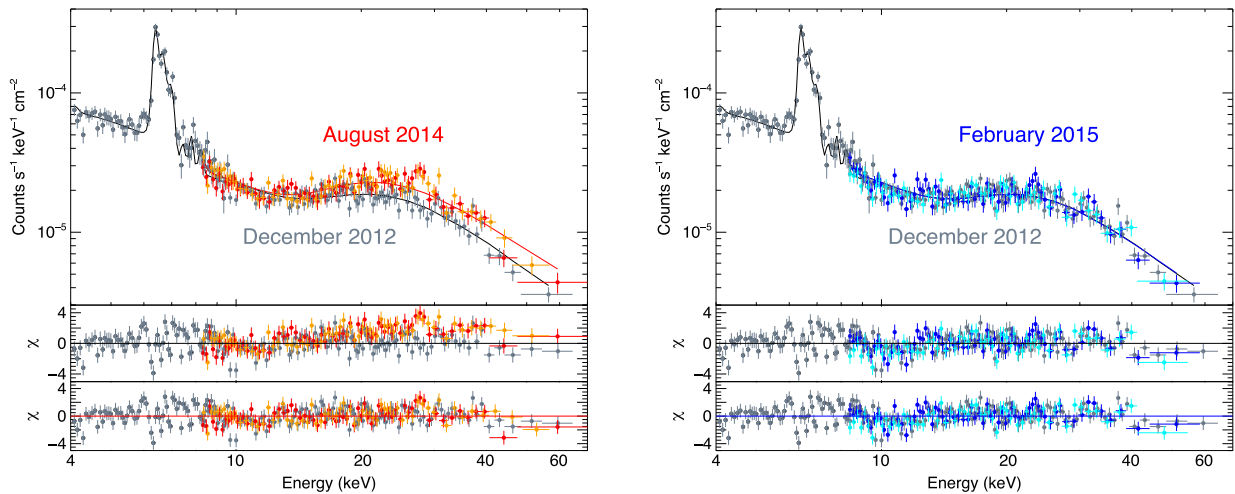 10⁻⁴
10⁻⁵
Counts s⁻¹ keV⁻¹ cm⁻²
August 2014
December 2012
4
0
−4
χ
4
0
−4
χ
4
10
20
40
60
Energy (keV)
10⁻⁴
10⁻⁵
Counts s⁻¹ keV⁻¹ cm⁻²
February 2015
December 2012
4
0
−4
χ
4
0
−4
χ
4
10
20
40
60
Energy (keV)